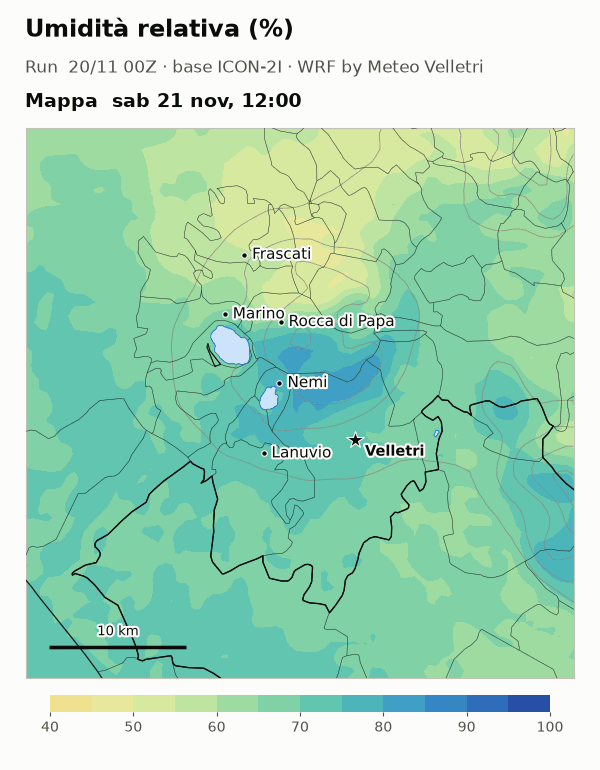 Umidità relativa (%)
Run  20/11 00Z · base ICON-2I · WRF by Meteo Velletri
Mappa  sab 21 nov, 12:00
Frascati
Marino
Rocca di Papa
Nemi
Velletri
Lanuvio
10 km
40 50 60 70 80 90 100